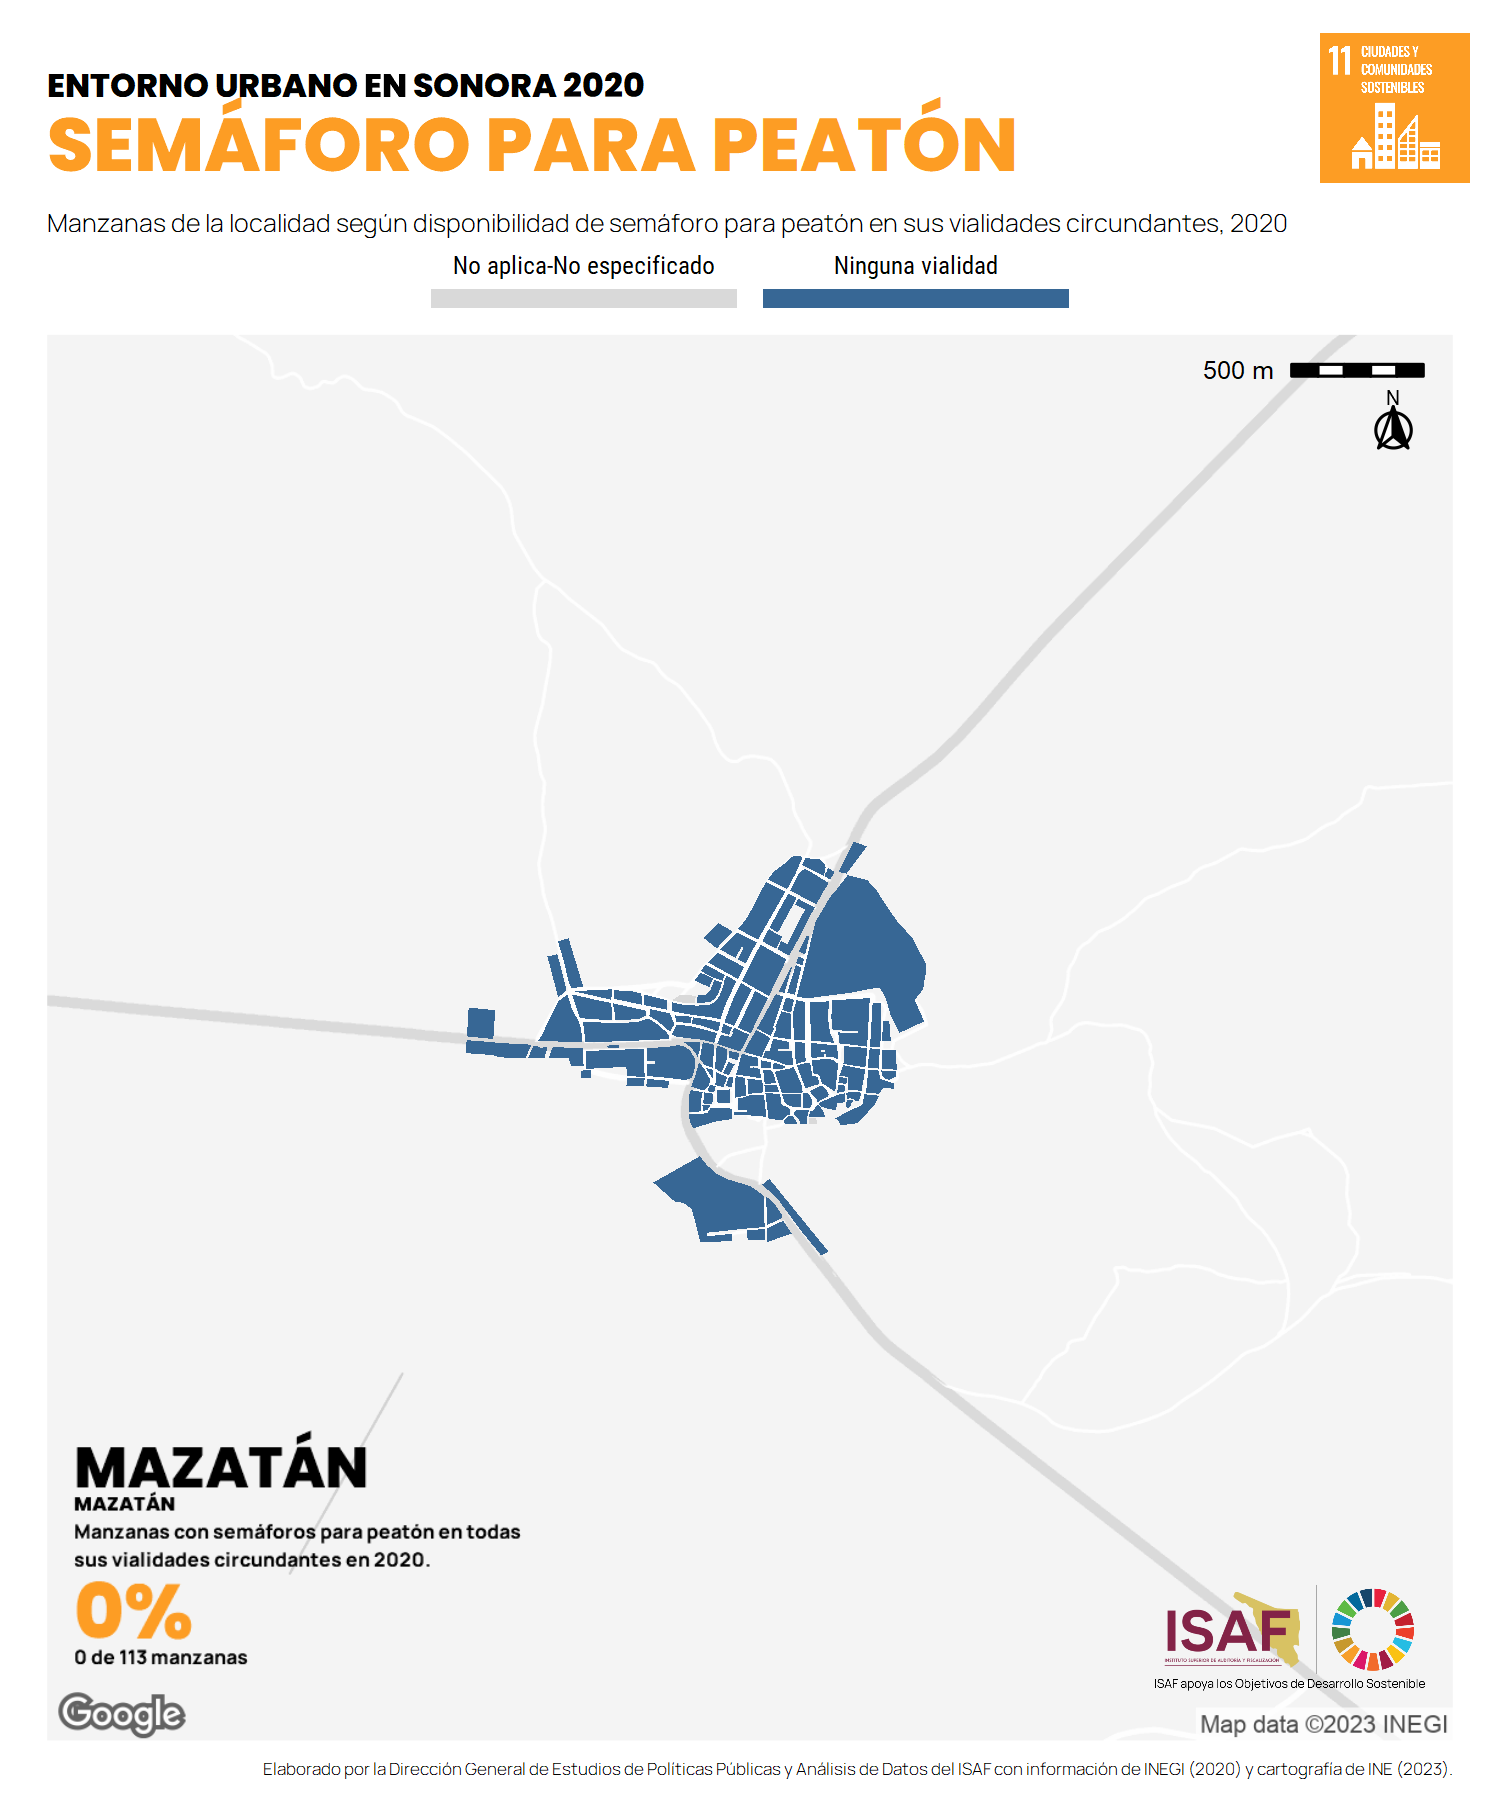 ENTORNO URBANO EN SONORA 2020
SEMÁFORO PARA PEATÓN
11 CIUDADES Y
COMUNIDADES
SOSTENIBLES
Manzanas de la localidad según disponibilidad de semáforo para peatón en sus vialidades circundantes, 2020
No aplica-No especificado
Ninguna vialidad
500 m
N
MAZATÁN
MAZATÁN
Manzanas con semáforos para peatón en todas
sus vialidades circundantes en 2020.
0%
0 de 113 manzanas
ISAF
INSTITUTO SUPERIOR DE AUDITORÍA Y FISCALIZACIÓN
ISAF apoya los Objetivos de Desarrollo Sostenible
Google
Map data ©2023 INEGI
Elaborado por la Dirección General de Estudios de Políticas Públicas y Análisis de Datos del ISAF con información de INEGI (2020) y cartografía de INE (2023).